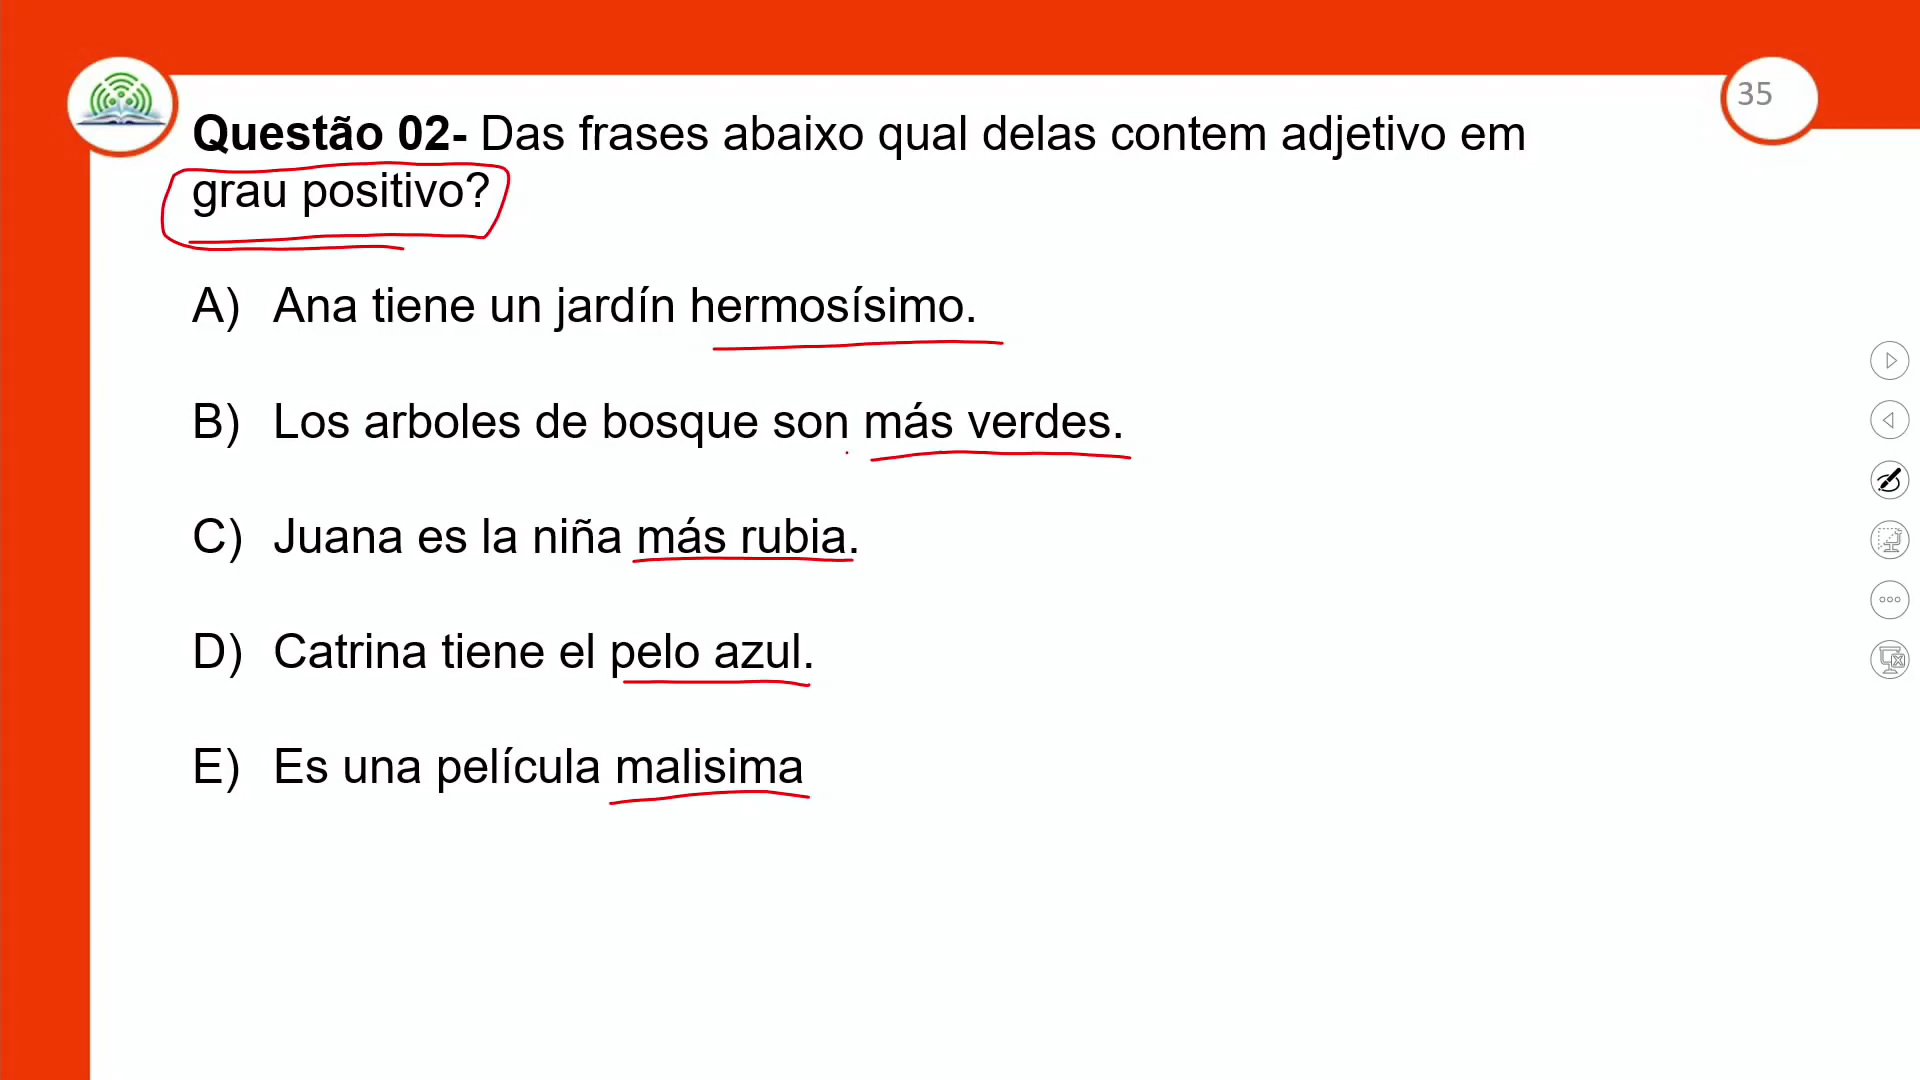 35
Questão 02- Das frases abaixo qual delas contem adjetivo em
grau positivo?
A) Ana tiene un jardín hermosísimo.
B) Los arboles de bosque son más verdes.
C) Juana es la niña más rubia.
D) Catrina tiene el pelo azul.
E) Es una película malisima